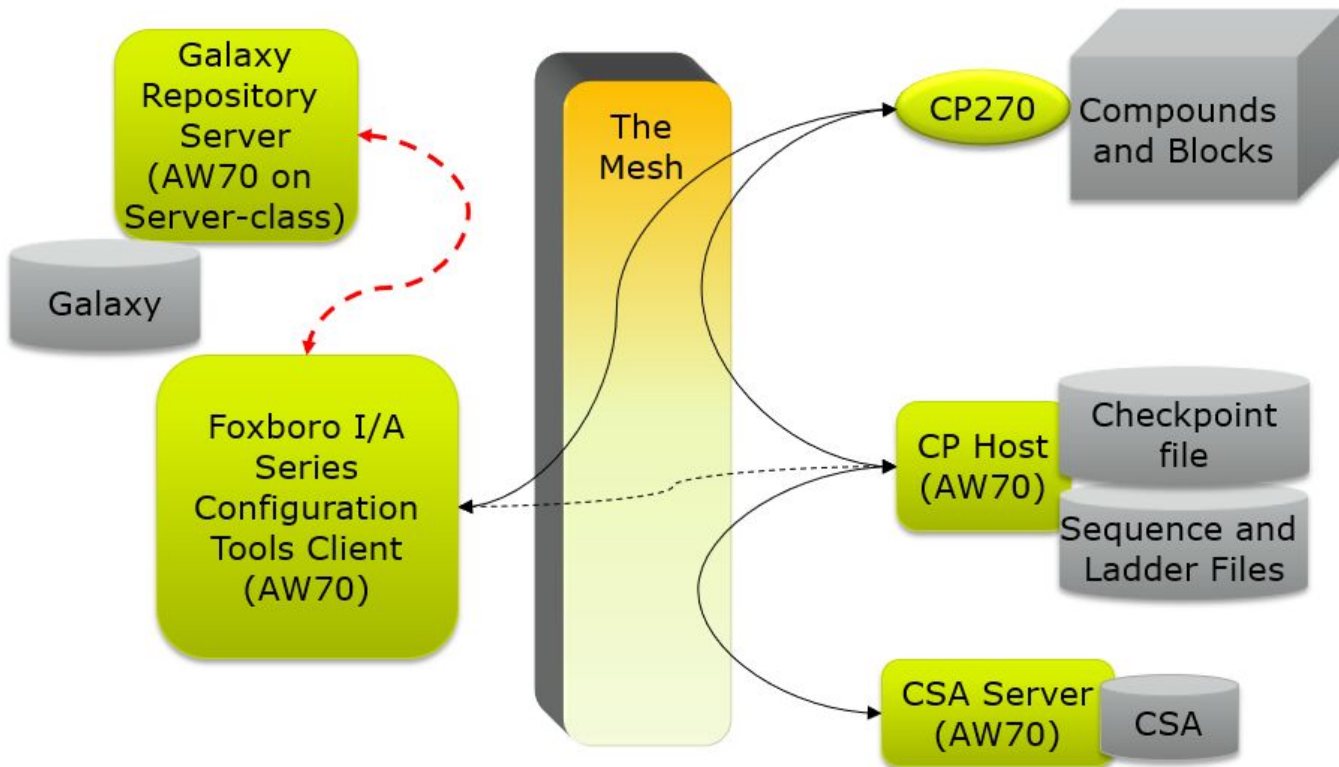 Galaxy
Repository
Server
(AW70 on
Server-class)
Galaxy
Foxboro I/A
Series
Configuration
Tools Client
(AW70)
The
Mesh
CP270
Compounds
and Blocks
CP Host
(AW70)
Checkpoint
file
Sequence and
Ladder Files
CSA Server
(AW70)
CSA